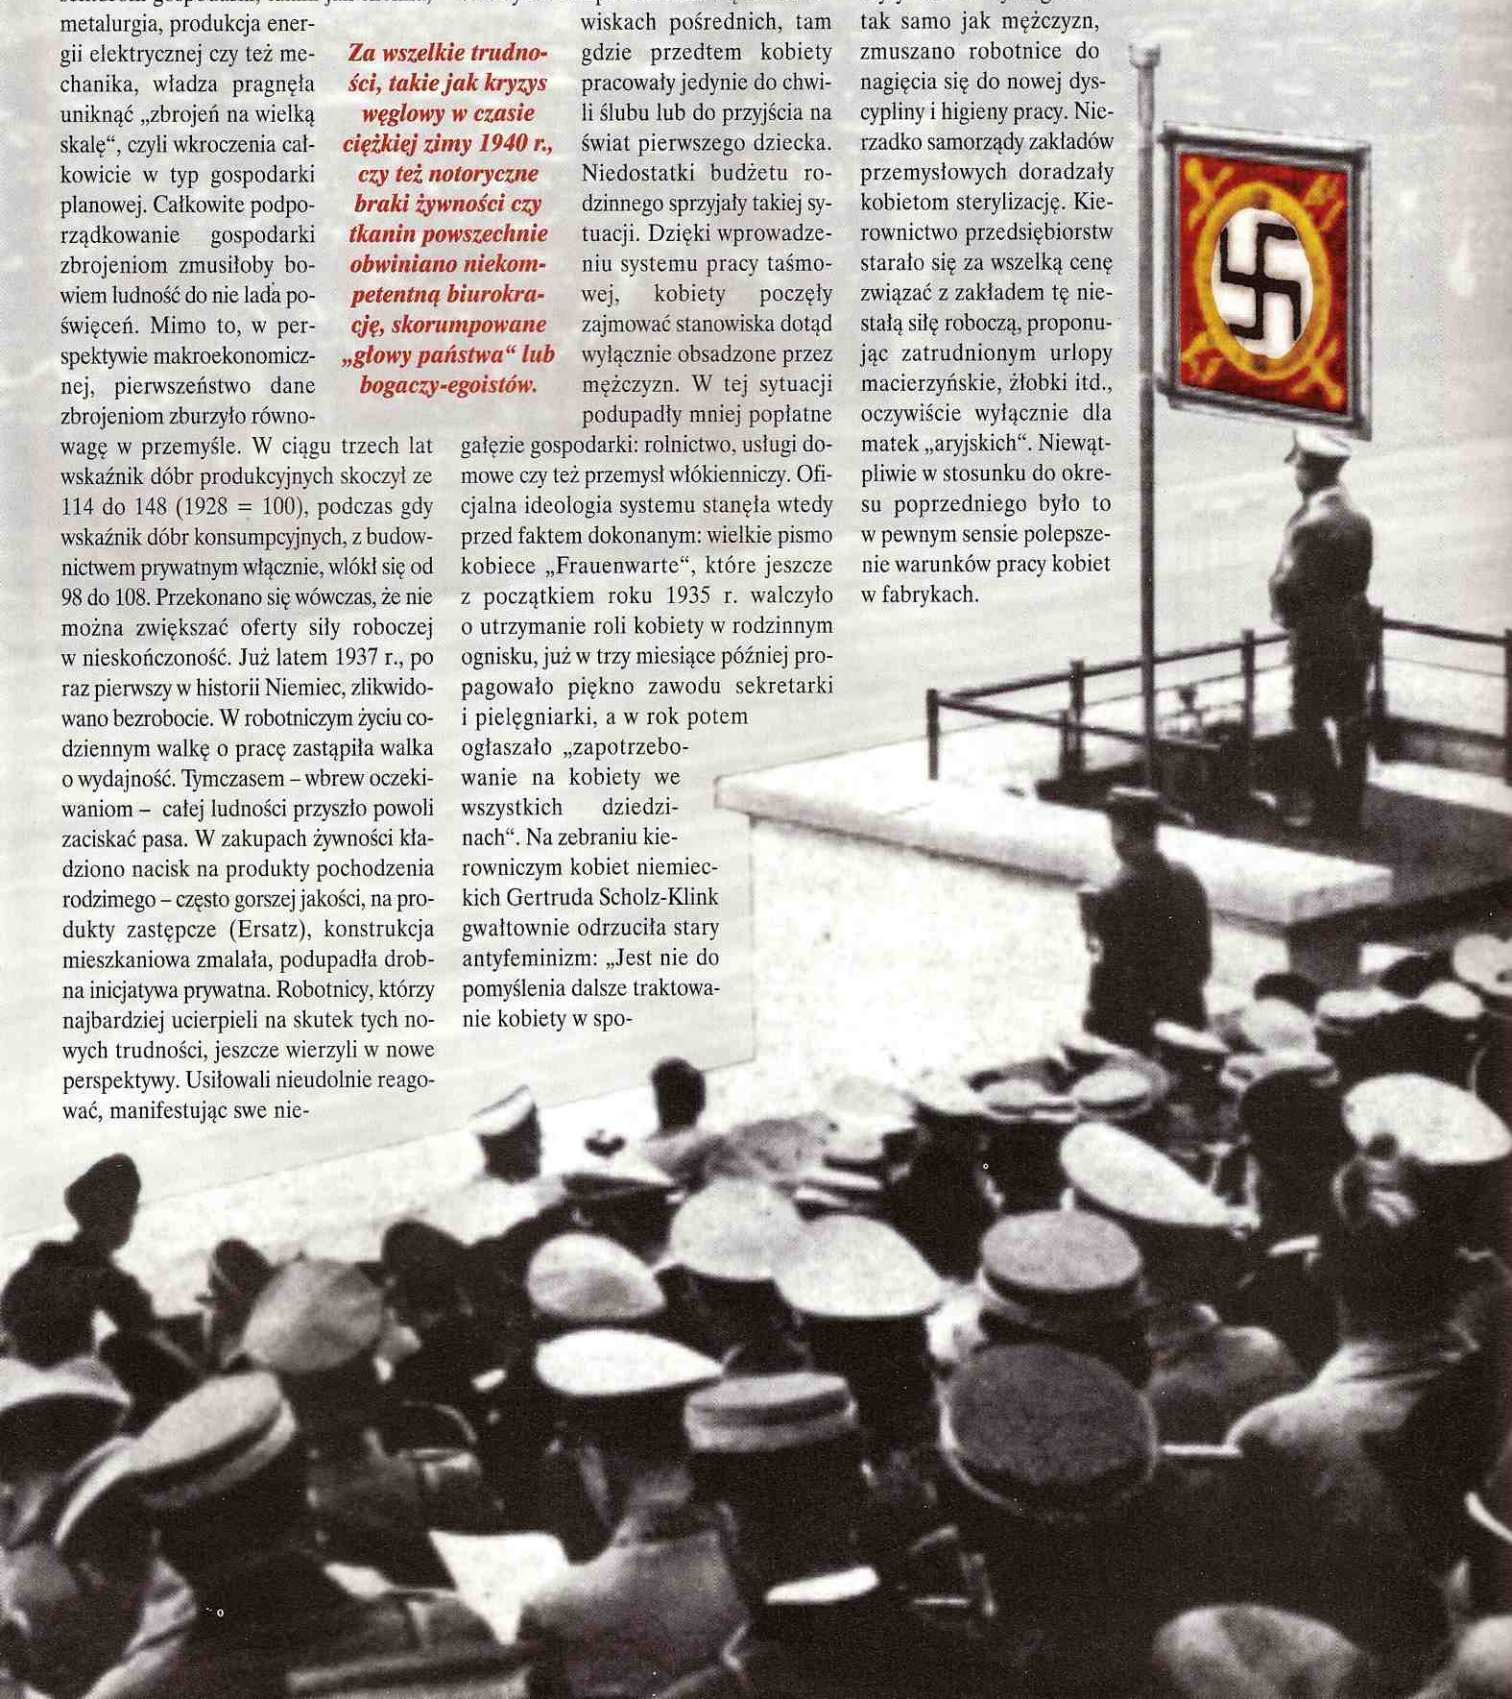 metalurgia, produkcja ener-
gii elektrycznej czy też me-
chanika, władza pragnęła
uniknąć „zbrojeń na wielką
skalę“, czyli wkroczenia cał-
kowicie w typ gospodarki
planowej. Całkowite podpo-
rządkowanie gospodarki
zbrojeniom zmusiłoby bo-
wiem ludność do nie lada po-
święceń. Mimo to, w per-
spektywie makroekonomicz-
nej, pierwszeństwo dane
zbrojeniom zburzyło równo-
wagę w przemyśle. W ciągu trzech lat
wskaźnik dóbr produkcyjnych skoczył ze
114 do 148 (1928 = 100), podczas gdy
wskaźnik dóbr konsumpcyjnych, z budow-
nictwem prywatnym włącznie, wlókł się od
98 do 108. Przekonano się wówczas, że nie
można zwiększać oferty siły roboczej
w nieskończoność. Już latem 1937 r., po
raz pierwszy w historii Niemiec, zlikwido-
wano bezrobocie. W robotniczym życiu co-
dziennym walkę o pracę zastąpiła walka
o wydajność. Tymczasem – wbrew oczeki-
waniom – całej ludności przyszło powoli
zaciskać pasa. W zakupach żywności kła-
dziono nacisk na produkty pochodzenia
rodzimego – często gorszej jakości, na pro-
dukty zastępcze (Ersatz), konstrukcja
mieszkaniowa zmalała, podupadła drob-
na inicjatywa prywatna. Robotnicy, którzy
najbardziej ucierpieli na skutek tych no-
wych trudności, jeszcze wierzyli w nowe
perspektywy. Usiłowali nieudolnie reago-
wać, manifestując swe nie-
Za wszelkie trudno-
ści, takie jak kryzys
węglowy w czasie
ciężkiej zimy 1940 r.,
czy też notoryczne
braki żywności czy
tkanin powszechnie
obwiniano niekom-
petentną biurokra-
cję, skorumpowane
„głowy państwa“ lub
bogaczy-egoistów.
wiskach pośrednich, tam
gdzie przedtem kobiety
pracowały jedynie do chwi-
li ślubu lub do przyjścia na
świat pierwszego dziecka.
Niedostatki budżetu ro-
dzinnego sprzyjały takiej sy-
tuacji. Dzięki wprowadze-
niu systemu pracy taśmo-
wej, kobiety poczęły
zajmować stanowiska dotąd
wyłącznie obsadzone przez
mężczyzn. W tej sytuacji
podupadły mniej popłatne
gałęzie gospodarki: rolnictwo, usługi do-
mowe czy też przemysł włókienniczy. Ofi-
cjalna ideologia systemu stanęła wtedy
przed faktem dokonanym: wielkie pismo
kobiece „Frauenwarte“, które jeszcze
z początkiem roku 1935 r. walczyło
o utrzymanie roli kobiety w rodzinnym
ognisku, już w trzy miesiące później pro-
pagowało piękno zawodu sekretarki
i pielęgniarki, a w rok potem
ogłaszało „zapotrzebo-
wanie na kobiety we
wszystkich dziedzi-
nach“. Na zebraniu kie-
rowniczym kobiet niemiec-
kich Gertruda Scholz-Klink
gwałtownie odrzuciła stary
antyfeminizm: „Jest nie do
pomyślenia dalsze traktowa-
nie kobiety w spo-
tak samo jak mężczyzn,
zmuszano robotnice do
nagięcia się do nowej dys-
cypliny i higieny pracy. Nie-
rzadko samorządy zakładów
przemysłowych doradzały
kobietom sterylizację. Kie-
rownictwo przedsiębiorstw
starało się za wszelką cenę
związać z zakładem tę nie-
stałą siłę roboczą, proponu-
jąc zatrudnionym urlopy
macierzyńskie, żłobki itd.,
oczywiście wyłącznie dla
matek „aryjskich“. Niewąt-
pliwie w stosunku do okre-
su poprzedniego było to
w pewnym sensie polepsze-
nie warunków pracy kobiet
w fabrykach.